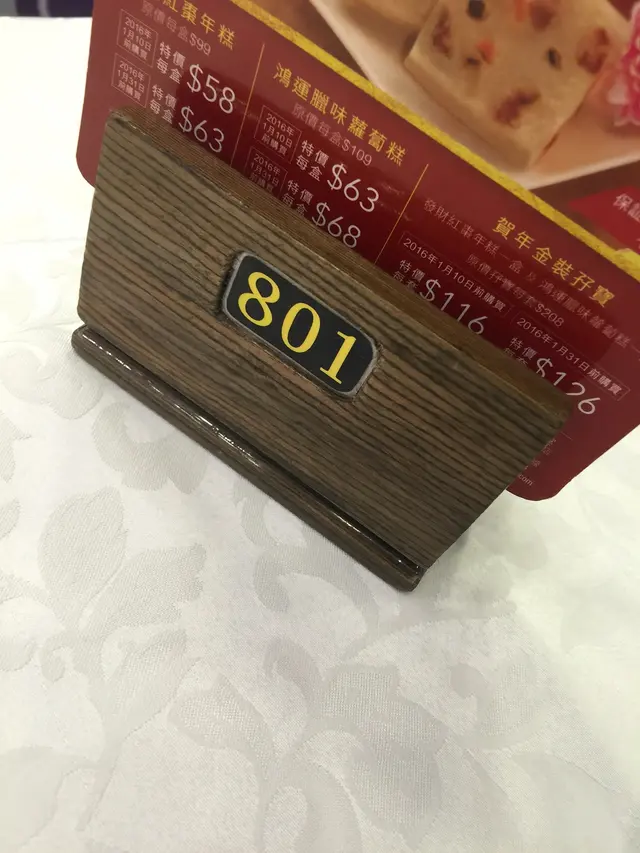 紅棗年糕
原價每盒$99
2016年
1月10日
前購買
特價
每盒 $58
2016年
1月31日
前購買
特價
每盒 $63
鴻運臘味蘿蔔糕
原價每盒$109
2016年
1月10日
前購買
特價
每盒 $63
2016年
1月31日
特價
每盒 $68
賀年金裝孖寶
發財紅棗年糕一盒及鴻運臘味蘿蔔糕
原價孖寶每套$208
2016年1月10日前購買
特價
每套 $116
2016年1月31日前購買
特價
$126
801